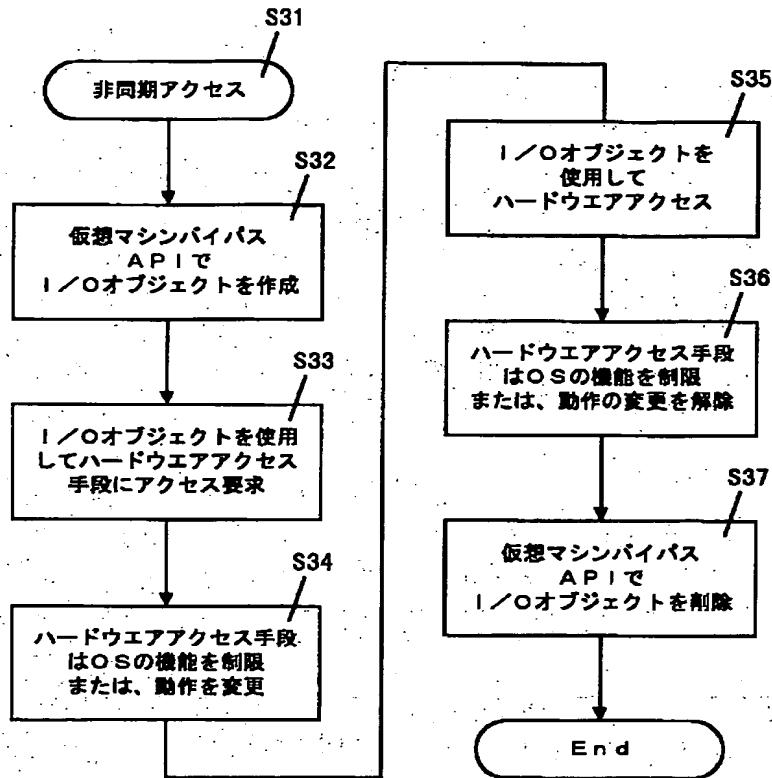 S31
非同期アクセス
S32
仮想マシンバイパス
APIで
I/Oオブジェクトを作成
S33
I/Oオブジェクトを使用
してハードウエアアクセス
手段にアクセス要求
S34
ハードウエアアクセス手段
はOSの機能を制限
または、動作を変更
S35
I/Oオブジェクトを
使用して
ハードウエアアクセス
S36
ハードウエアアクセス手段
はOSの機能を制限
または、動作の変更を解除
S37
仮想マシンバイパス
APIで
I/Oオブジェクトを削除
End